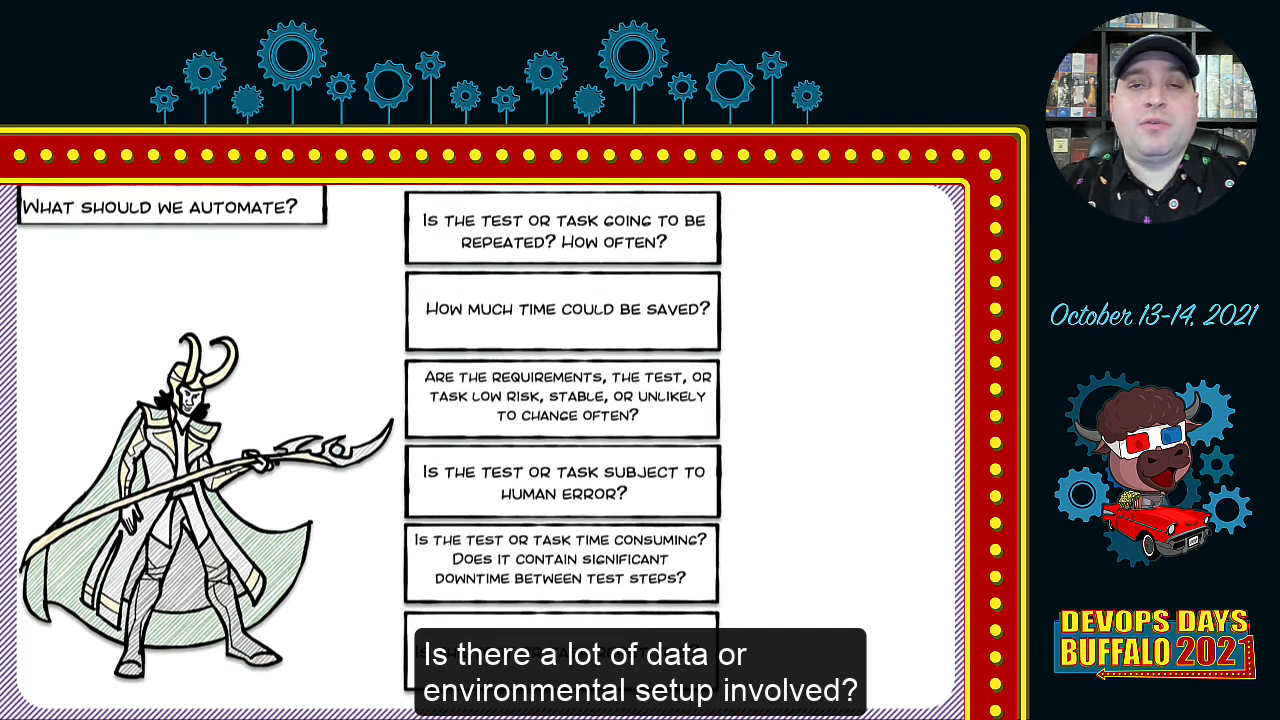 What should we automate?
Is the test or task going to be
repeated? How often?
How much time could be saved?
Are the requirements, the test, or
task low risk, stable, or unlikely
to change often?
Is the test or task subject to
human error?
Is the test or task time consuming?
Does it contain significant
downtime between test steps?
Is there a lot of data or
environmental setup involved?
October 13-14, 2021
DEVOPS DAYS
BUFFALO 2021